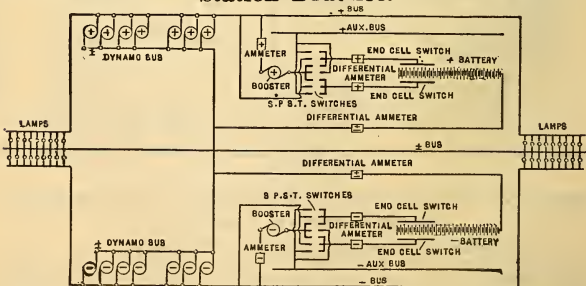 + BUS
+AUX.BUS
± DYNAMO BUS
AMMETER
+
END CELL SWITCH
+ BATTERY
DIFFERENTIAL
AMMETER
BOOSTER
END CELL SWITCH
S.P S.T. SWITCHES
DIFFERENTIAL AMMETER
LAMPS
LAMPS
± BUS
DIFFERENTIAL AMMETER
S P.S.T. SWITCHES
END CELL SWITCH
BOOSTER
DIFFERENTIAL
AMMETER
± DYNAMO BUS
AMMETER
END CELL SWITCH
- BATTERY
- AUX BUS
- BUS